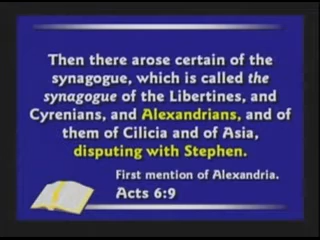 Then there arose certain of the
synagogue, which is called the
synagogue of the Libertines, and
Cyrenians, and Alexandrians, and of
them of Cilicia and of Asia,
disputing with Stephen.
First mention of Alexandria.
Acts 6:9